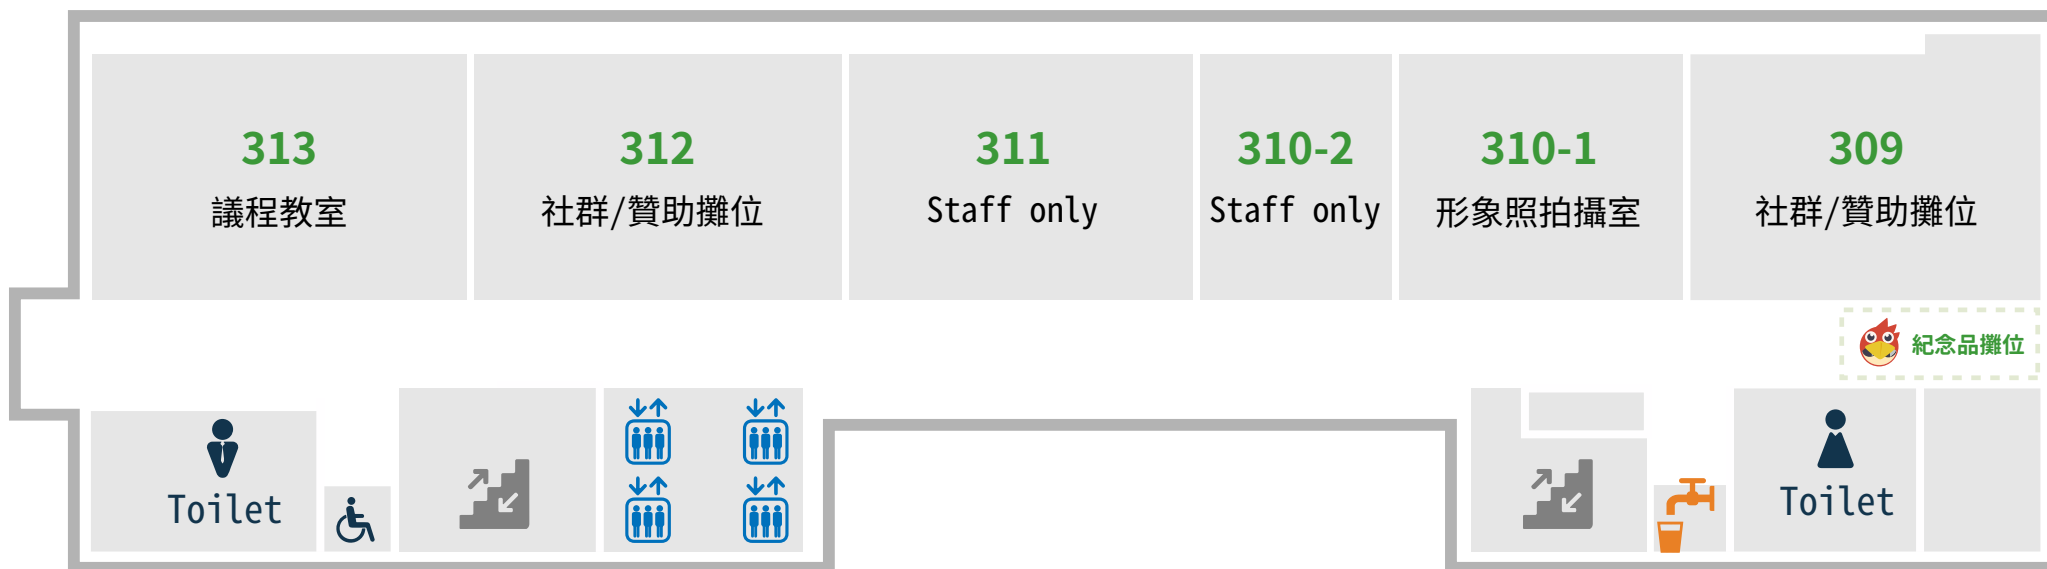 313
議程教室
312
社群/贊助攤位
311
Staff only
310-2
Staff only
310-1
形象照拍攝室
309
社群/贊助攤位
紀念品攤位
Toilet
Toilet